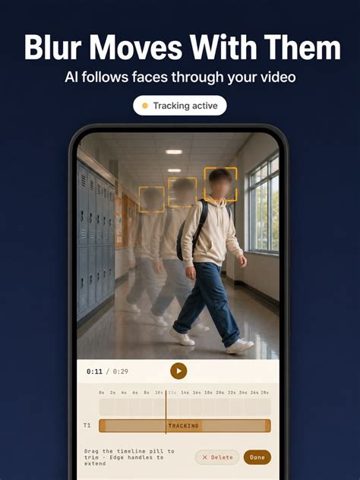 Blur Moves With Them
AI follows faces through your video
Tracking active
0:11 / 0:29
0s 2s 4s 6s 8s 10s 12s 14s 16s 18s 20s 22s 24s 26s 28s
T1
TRACKING
Drag the timeline pill to
trim · Edge handles to
extend
× Delete
Done